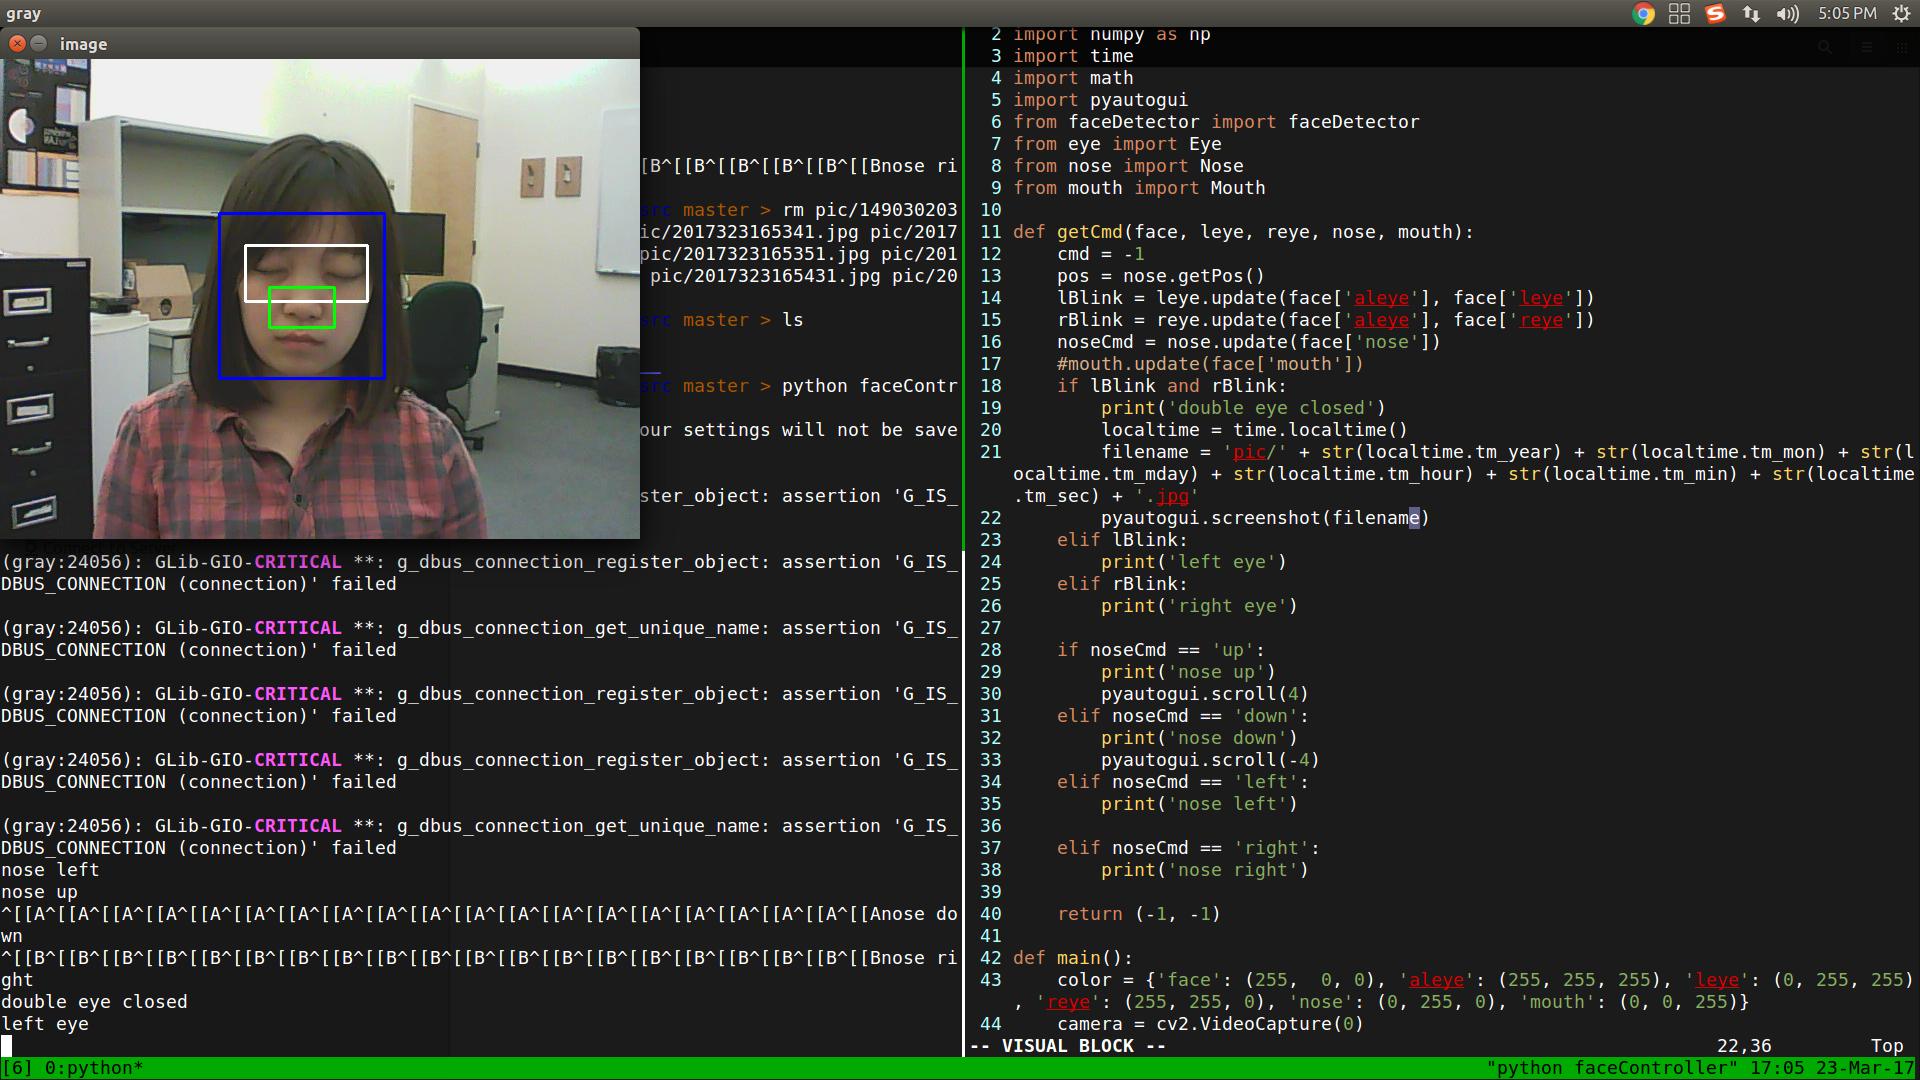 gray
5:05 PM
image
[B^[[B^[[B^[[B^[[B^[[Bnose ri
src master > rm pic/149030203
ic/2017323165341.jpg pic/2017
pic/2017323165351.jpg pic/201
pic/2017323165431.jpg pic/20
src master > ls
src master > python faceContr
our settings will not be save
ster_object: assertion 'G_IS_
(gray:24056): GLib-GIO-CRITICAL **: g_dbus_connection_register_object: assertion 'G_IS_
DBUS_CONNECTION (connection)' failed
(gray:24056): GLib-GIO-CRITICAL **: g_dbus_connection_get_unique_name: assertion 'G_IS_
DBUS_CONNECTION (connection)' failed
(gray:24056): GLib-GIO-CRITICAL **: g_dbus_connection_register_object: assertion 'G_IS_
DBUS_CONNECTION (connection)' failed
(gray:24056): GLib-GIO-CRITICAL **: g_dbus_connection_register_object: assertion 'G_IS_
DBUS_CONNECTION (connection)' failed
(gray:24056): GLib-GIO-CRITICAL **: g_dbus_connection_get_unique_name: assertion 'G_IS_
DBUS_CONNECTION (connection)' failed
nose left
nose up
^[[A^[[A^[[A^[[A^[[A^[[A^[[A^[[A^[[A^[[A^[[A^[[A^[[A^[[A^[[A^[[A^[[A^[[A^[[A^[[Anose do
wn
^[[B^[[B^[[B^[[B^[[B^[[B^[[B^[[B^[[B^[[B^[[B^[[B^[[B^[[B^[[B^[[B^[[B^[[B^[[B^[[Bnose ri
ght
double eye closed
left eye
2 import numpy as np
3 import time
4 import math
5 import pyautogui
6 from faceDetector import faceDetector
7 from eye import Eye
8 from nose import Nose
9 from mouth import Mouth
10
11 def getCmd(face, leye, reye, nose, mouth):
12     cmd = -1
13     pos = nose.getPos()
14     lBlink = leye.update(face['aleye'], face['leye'])
15     rBlink = reye.update(face['aleye'], face['reye'])
16     noseCmd = nose.update(face['nose'])
17     #mouth.update(face['mouth'])
18     if lBlink and rBlink:
19         print('double eye closed')
20         localtime = time.localtime()
21         filename = 'pic/' + str(localtime.tm_year) + str(localtime.tm_mon) + str(l
ocaltime.tm_mday) + str(localtime.tm_hour) + str(localtime.tm_min) + str(localtime
.tm_sec) + '.jpg'
22         pyautogui.screenshot(filename)
23     elif lBlink:
24         print('left eye')
25     elif rBlink:
26         print('right eye')
27
28     if noseCmd == 'up':
29         print('nose up')
30         pyautogui.scroll(4)
31     elif noseCmd == 'down':
32         print('nose down')
33         pyautogui.scroll(-4)
34     elif noseCmd == 'left':
35         print('nose left')
36
37     elif noseCmd == 'right':
38         print('nose right')
39
40     return (-1, -1)
41
42 def main():
43     color = {'face': (255,  0, 0), 'aleye': (255, 255, 255), 'leye': (0, 255, 255)
, 'reye': (255, 255, 0), 'nose': (0, 255, 0), 'mouth': (0, 0, 255)}
44     camera = cv2.VideoCapture(0)
-- VISUAL BLOCK -- 22,36 Top
[6] 0:python* "python faceController" 17:05 23-Mar-17